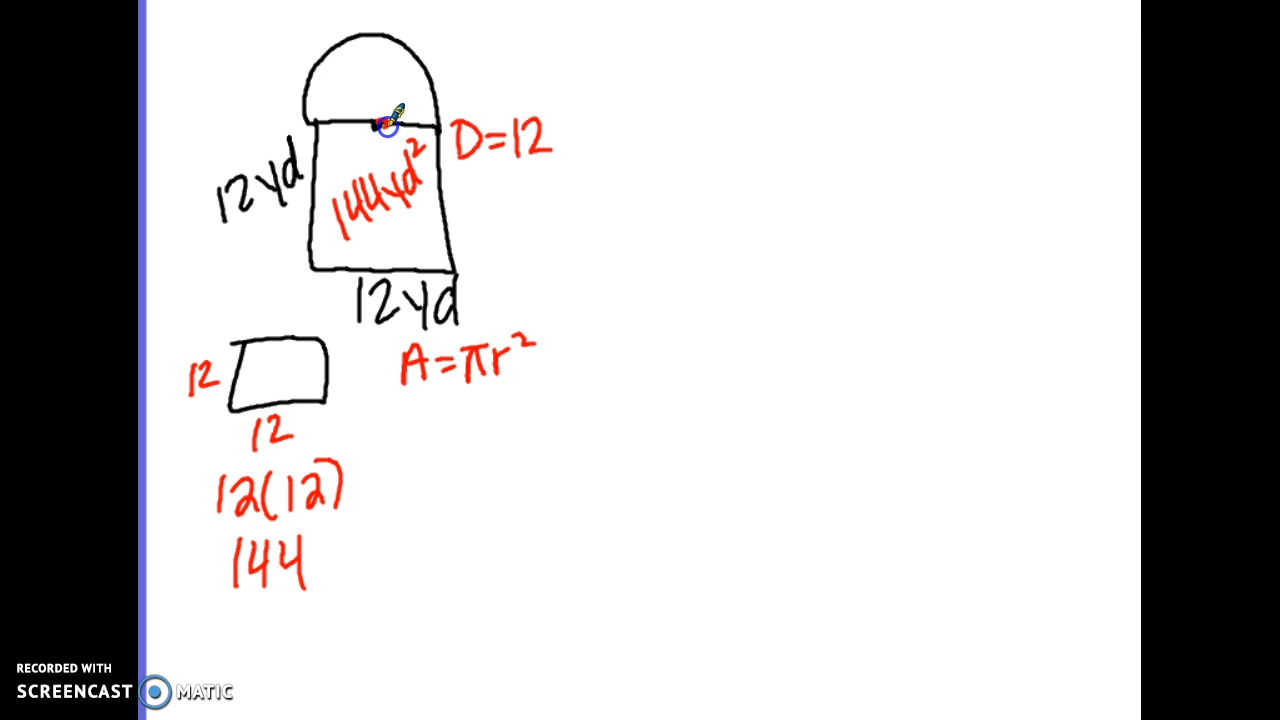 D=12
12yd
144yd²
12yd
A=πr²
12
12
12(12)
144
RECORDED WITH
SCREENCAST MATIC